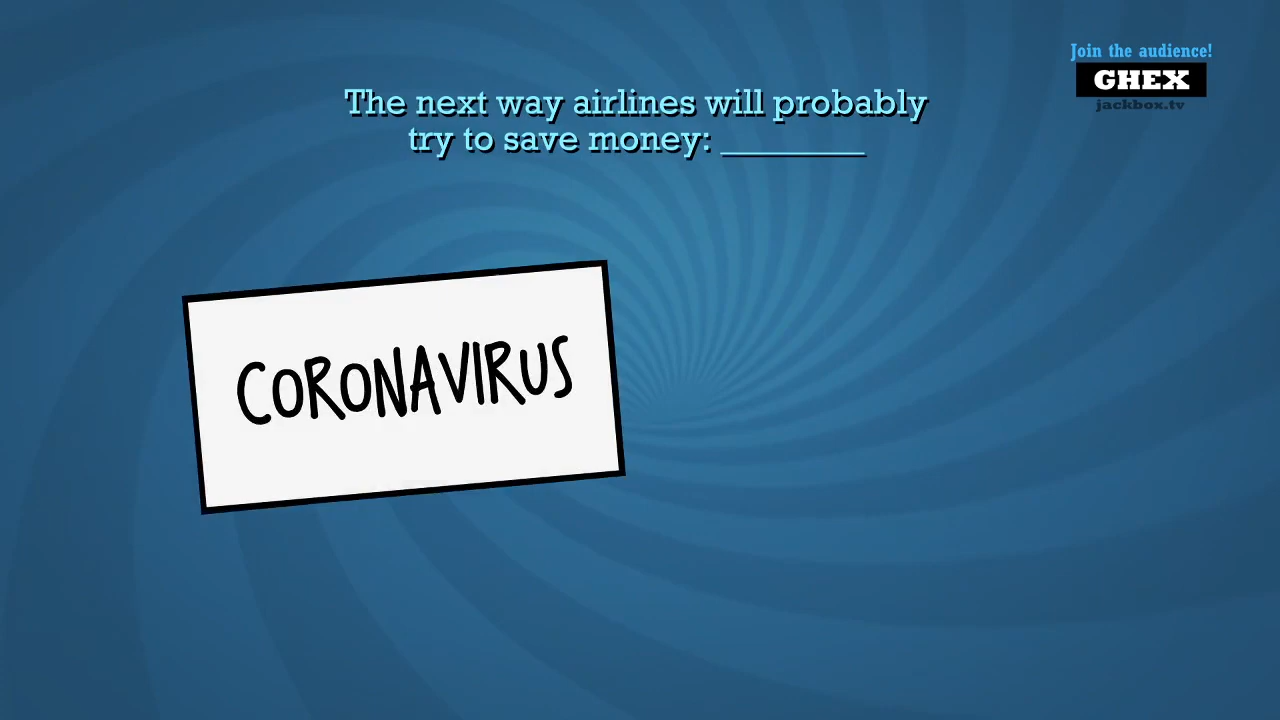 Join the audience!
GHEX
jackbox.tv
The next way airlines will probably
try to save money: ________
CORONAVIRUS